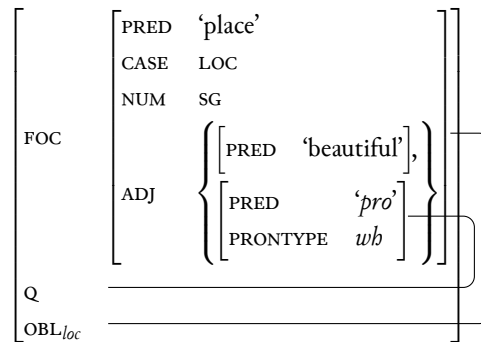 PRED ‘place’
CASE LOC
NUM SG
FOC
[PRED ‘beautiful’],
ADJ
PRED ‘pro’
PRONTYPE wh
Q
OBLloc